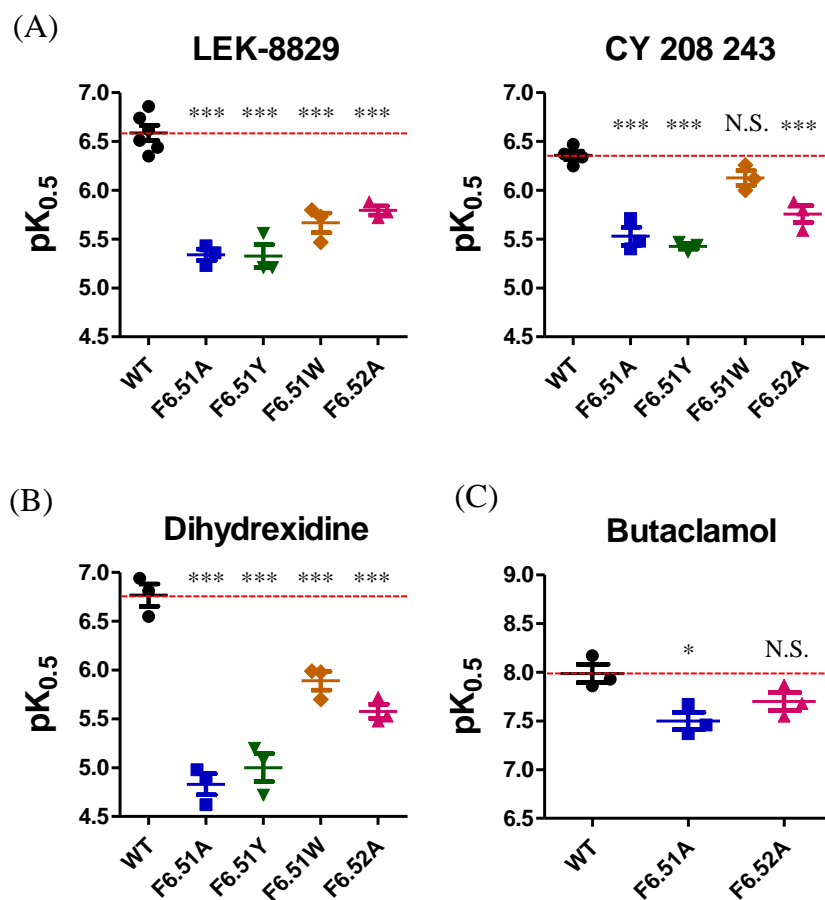 (A)
LEK-8829
pK0.5
7.0
6.5
6.0
5.5
5.0
4.5
*** *** *** ***
WT F6.51A F6.51Y F6.51W F6.52A
CY 208 243
pK0.5
7.0
6.5
6.0
5.5
5.0
4.5
*** *** N.S. ***
WT F6.51A F6.51Y F6.51W F6.52A
(B)
Dihydrexidine
pK0.5
7.0
6.5
6.0
5.5
5.0
4.5
*** *** *** ***
WT F6.51A F6.51Y F6.51W F6.52A
(C)
Butaclamol
pK0.5
9.0
8.5
8.0
7.5
7.0
6.5
* N.S.
WT F6.51A F6.52A